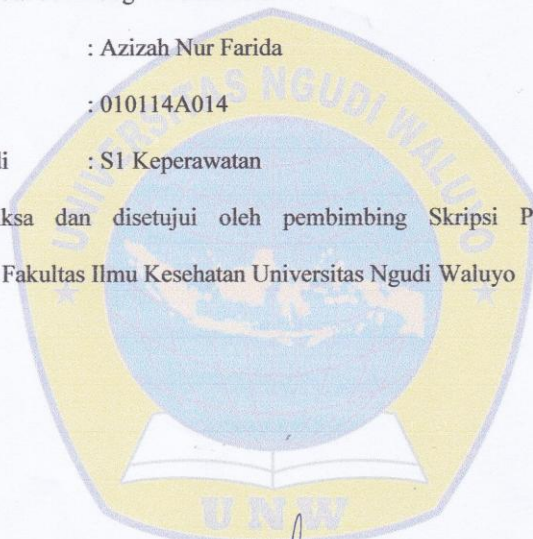 : Azizah Nur Farida
: 010114A014
: S1 Keperawatan
dan disetujui oleh pembimbing Skripsi
Fakultas Ilmu Kesehatan Universitas Ngudi Waluyo
UNIVERSITAS NGUDI WALUYO
UNW